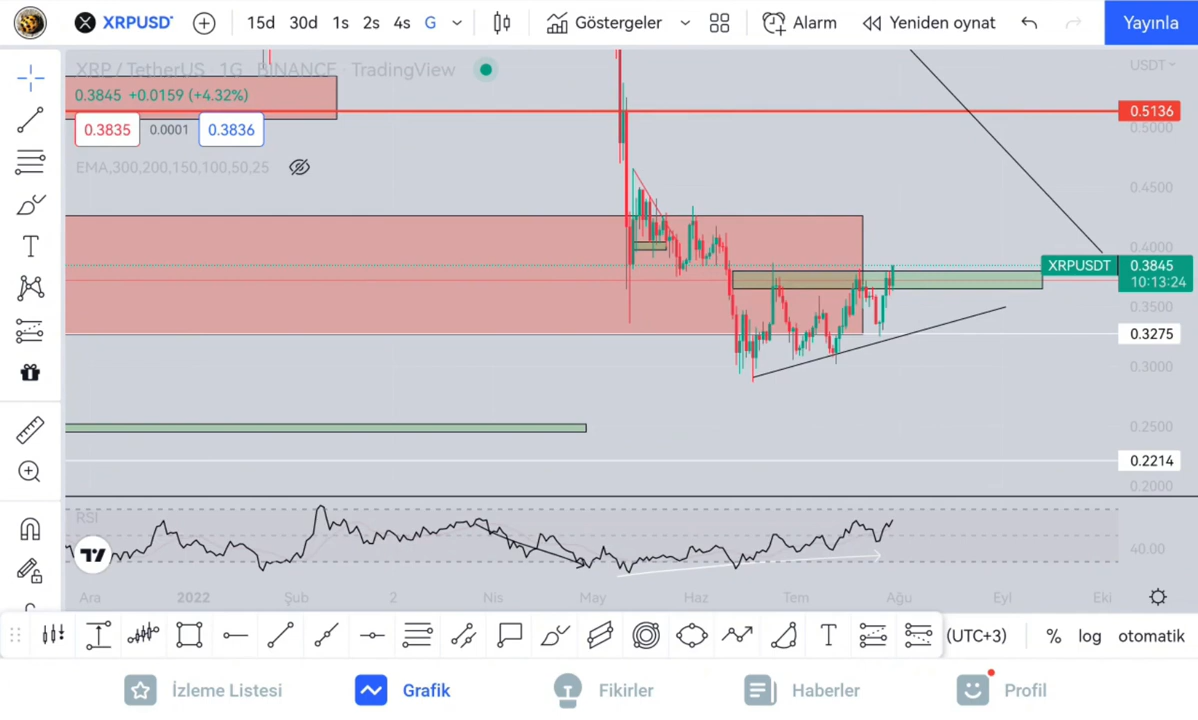 XRPUSD
15d 30d 1s 2s 4s G
Göstergeler
Alarm
Yeniden oynat
Yayınla
XRP / TetherUS · 1G · BINANCE · TradingView
USDT
0.3845 +0.0159 (+4.32%)
0.5136
0.3835 0.0001 0.3836
0.5000
EMA,300,200,150,100,50,25
0.4500
0.4000
XRPUSDT 0.3845
10:13:24
0.3500
0.3275
0.3000
0.2500
0.2214
0.2000
RSI
40.00
Ara 2022 Şub 2 Nis May Haz Tem Ağu Eyl Eki
(UTC+3) % log otomatik
İzleme Listesi Grafik Fikirler Haberler Profil